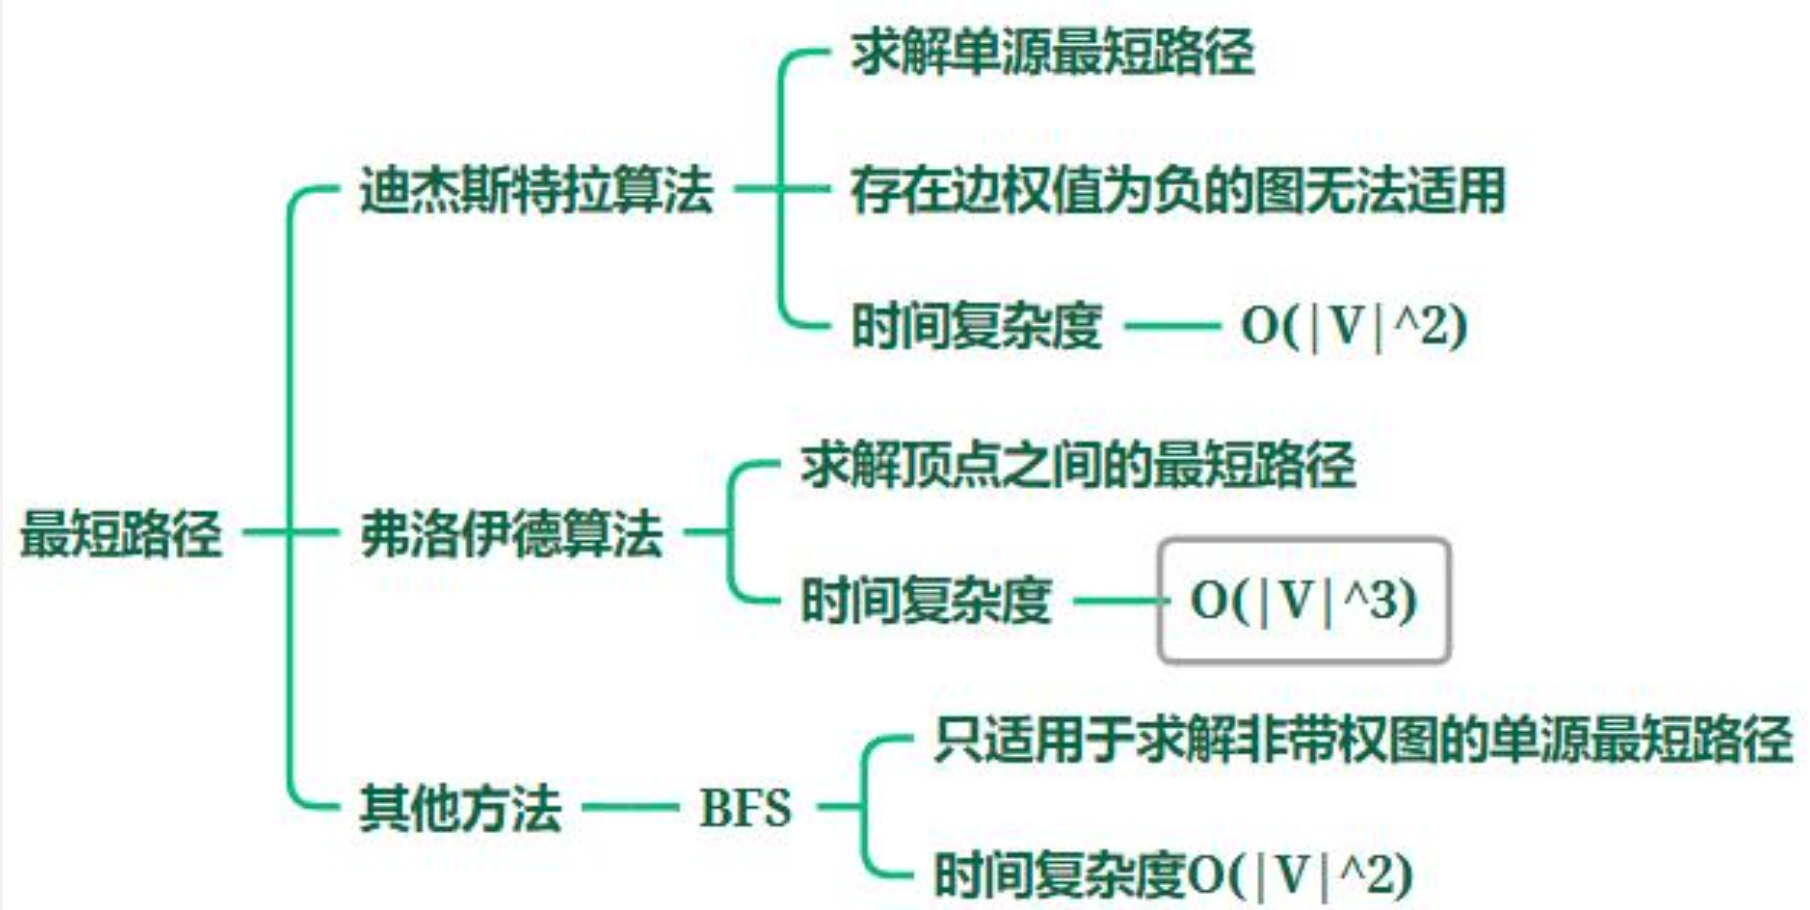 最短路径
迪杰斯特拉算法
求解单源最短路径
存在边权值为负的图无法适用
时间复杂度
O(|V|^2)
弗洛伊德算法
求解顶点之间的最短路径
时间复杂度
O(|V|^3)
其他方法
BFS
只适用于求解非带权图的单源最短路径
时间复杂度O(|V|^2)